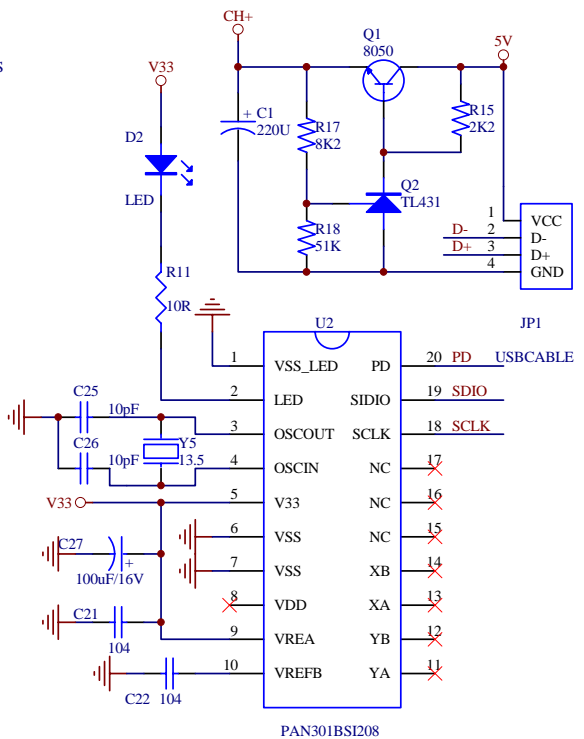 CH+
Q1
8050
5V
S
V33
+ C1
220U
R17
8K2
R15
2K2
D2
LED
Q2
TL431
R18
51K
1 VCC
D- 2 D-
D+ 3 D+
4 GND
JP1
R11
10R
U2
1 VSS_LED PD 20 PD USBCABLE
2 LED SIDIO 19 SDIO
3 OSCOUT SCLK 18 SCLK
4 OSCIN NC 17
5 V33 NC 16
6 VSS NC 15
7 VSS XB 14
8 VDD XA 13
9 VREA YB 12
10 VREFB YA 11
C25
10pF
C26
10pF
Y5
13.5
V33
C27
+
100uF/16V
C21
104
C22 104
PAN301BSI208